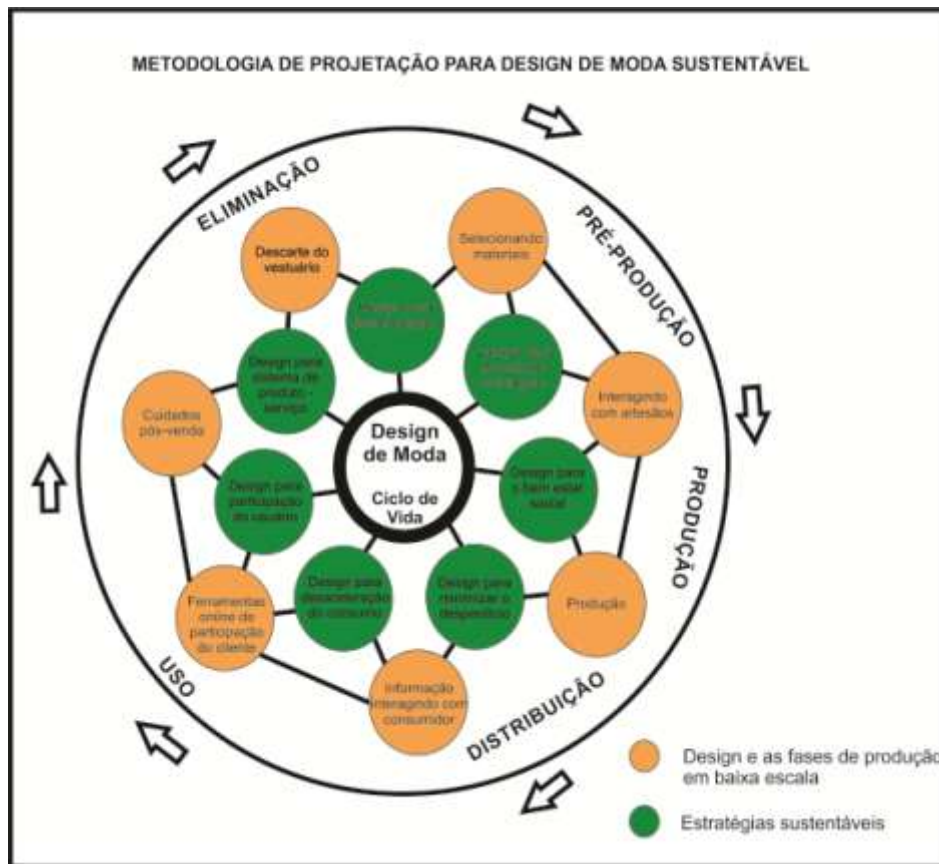 METODOLOGIA DE PROJETAÇÃO PARA DESIGN DE MODA SUSTENTÁVEL
ELIMINAÇÃO
PRÉ-PRODUÇÃO
PRODUÇÃO
DISTRIBUIÇÃO
USO
Descarte do
vestuário
Selecionando
materiais
Interagindo
com artesãos
Produção
Informação
interagindo com
consumidor
Ferramentas
online de
participação
do cliente
Cuidados
pós-venda
Design para
sistema de
produto -
serviço
Design para
o bem estar
social
Design para
minimizar o
desperdício
Design para
desaceleração
do consumo
Design para
participação
do usuário
Design
de Moda
Ciclo de
Vida
Design e as fases de produção
em baixa escala
Estratégias sustentáveis